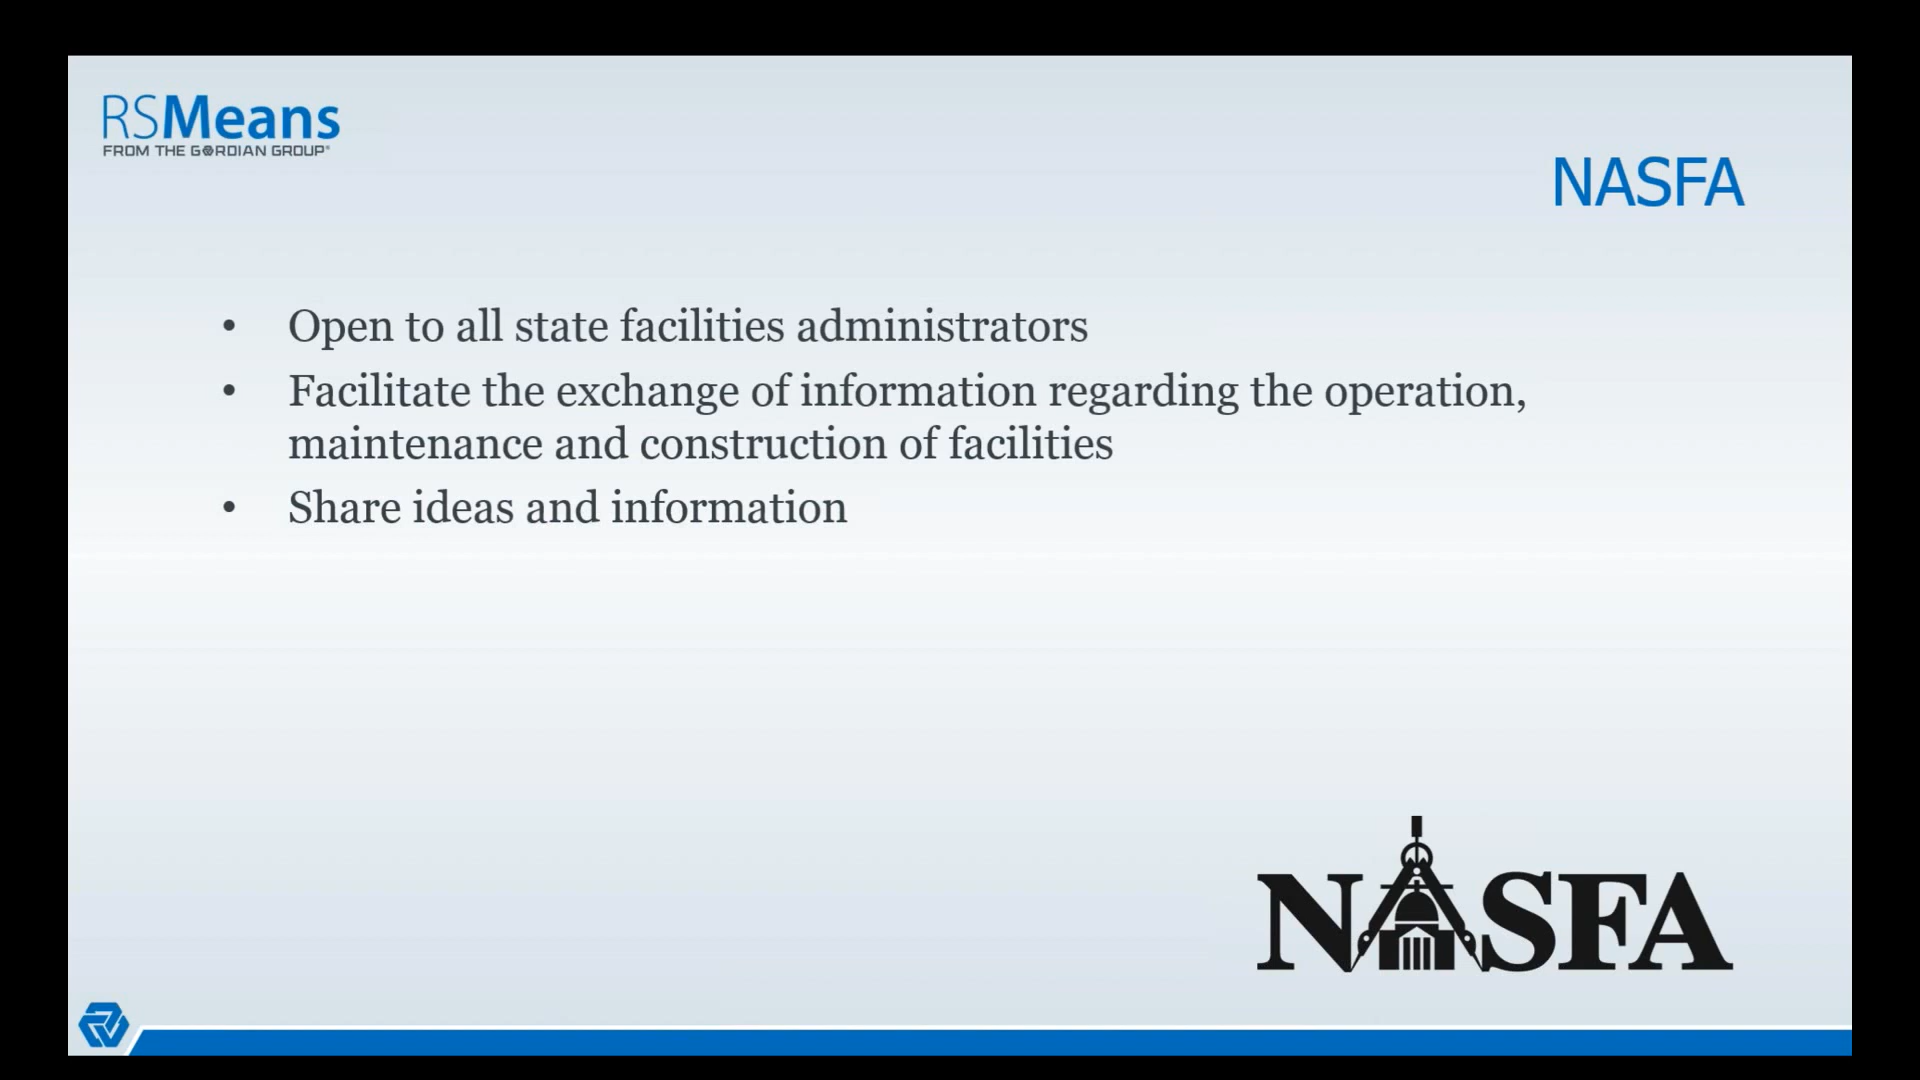 RSMeans
FROM THE GORDIAN GROUP®
NASFA
• Open to all state facilities administrators
• Facilitate the exchange of information regarding the operation,
maintenance and construction of facilities
• Share ideas and information
NASFA